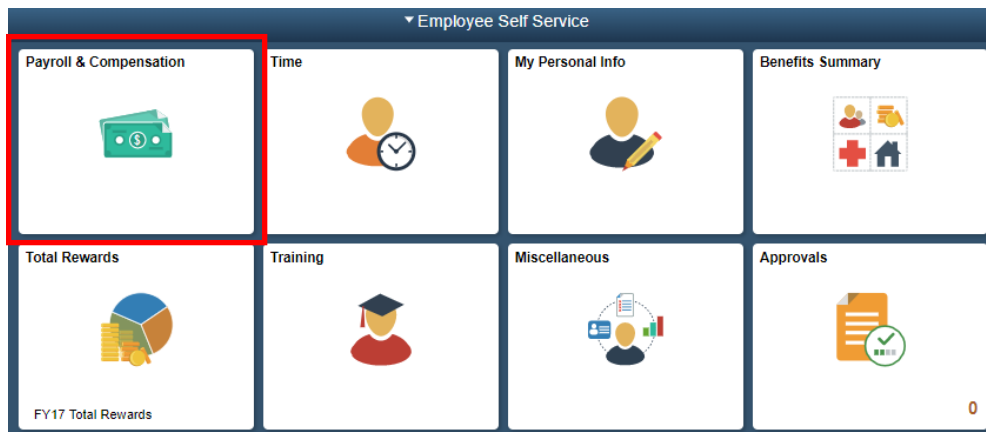 Employee Self Service
Payroll & Compensation
Time
My Personal Info
Benefits Summary
$
Total Rewards
Training
Miscellaneous
Approvals
FY17 Total Rewards
0